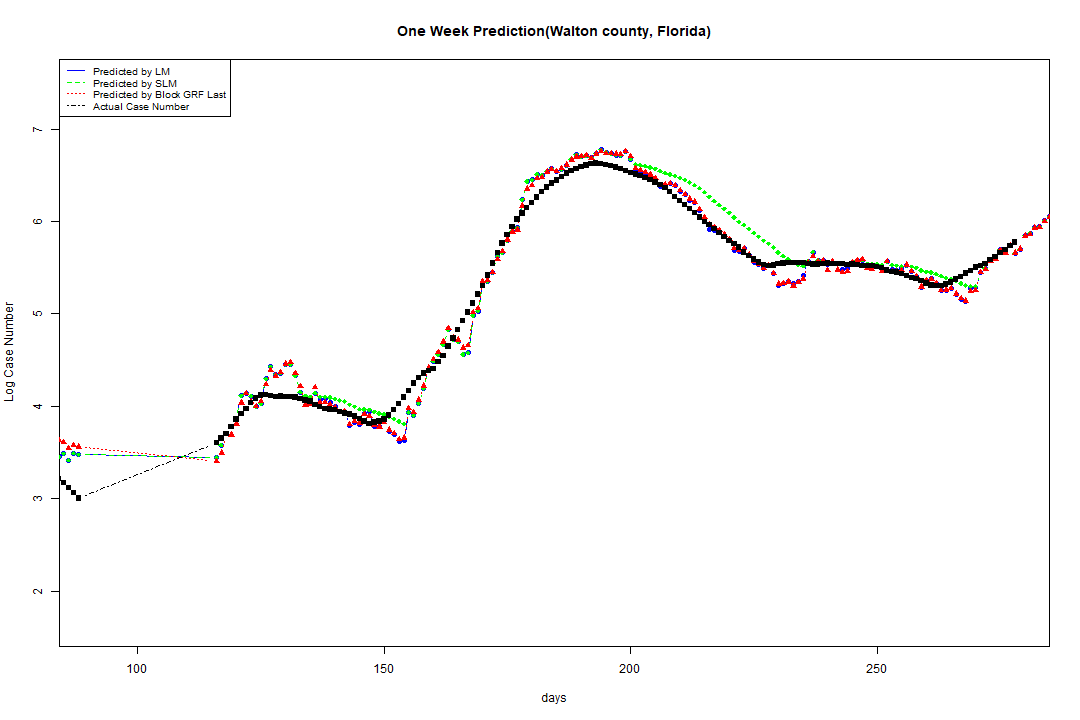 One Week Prediction(Walton county, Florida)
Predicted by LM
Predicted by SLM
Predicted by Block GRF Last
Actual Case Number
7
6
5
4
3
2
Log Case Number
100 150 200 250
days